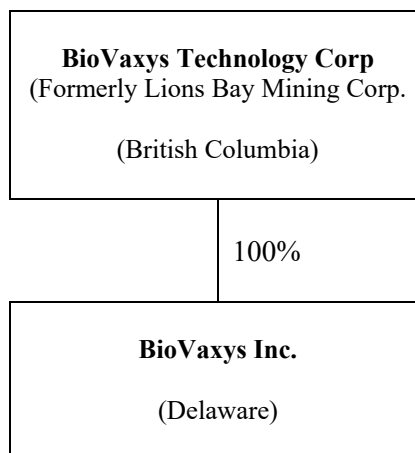 BioVaxys Technology Corp
(Formerly Lions Bay Mining Corp.
(British Columbia)
100%
BioVaxys Inc.
(Delaware)